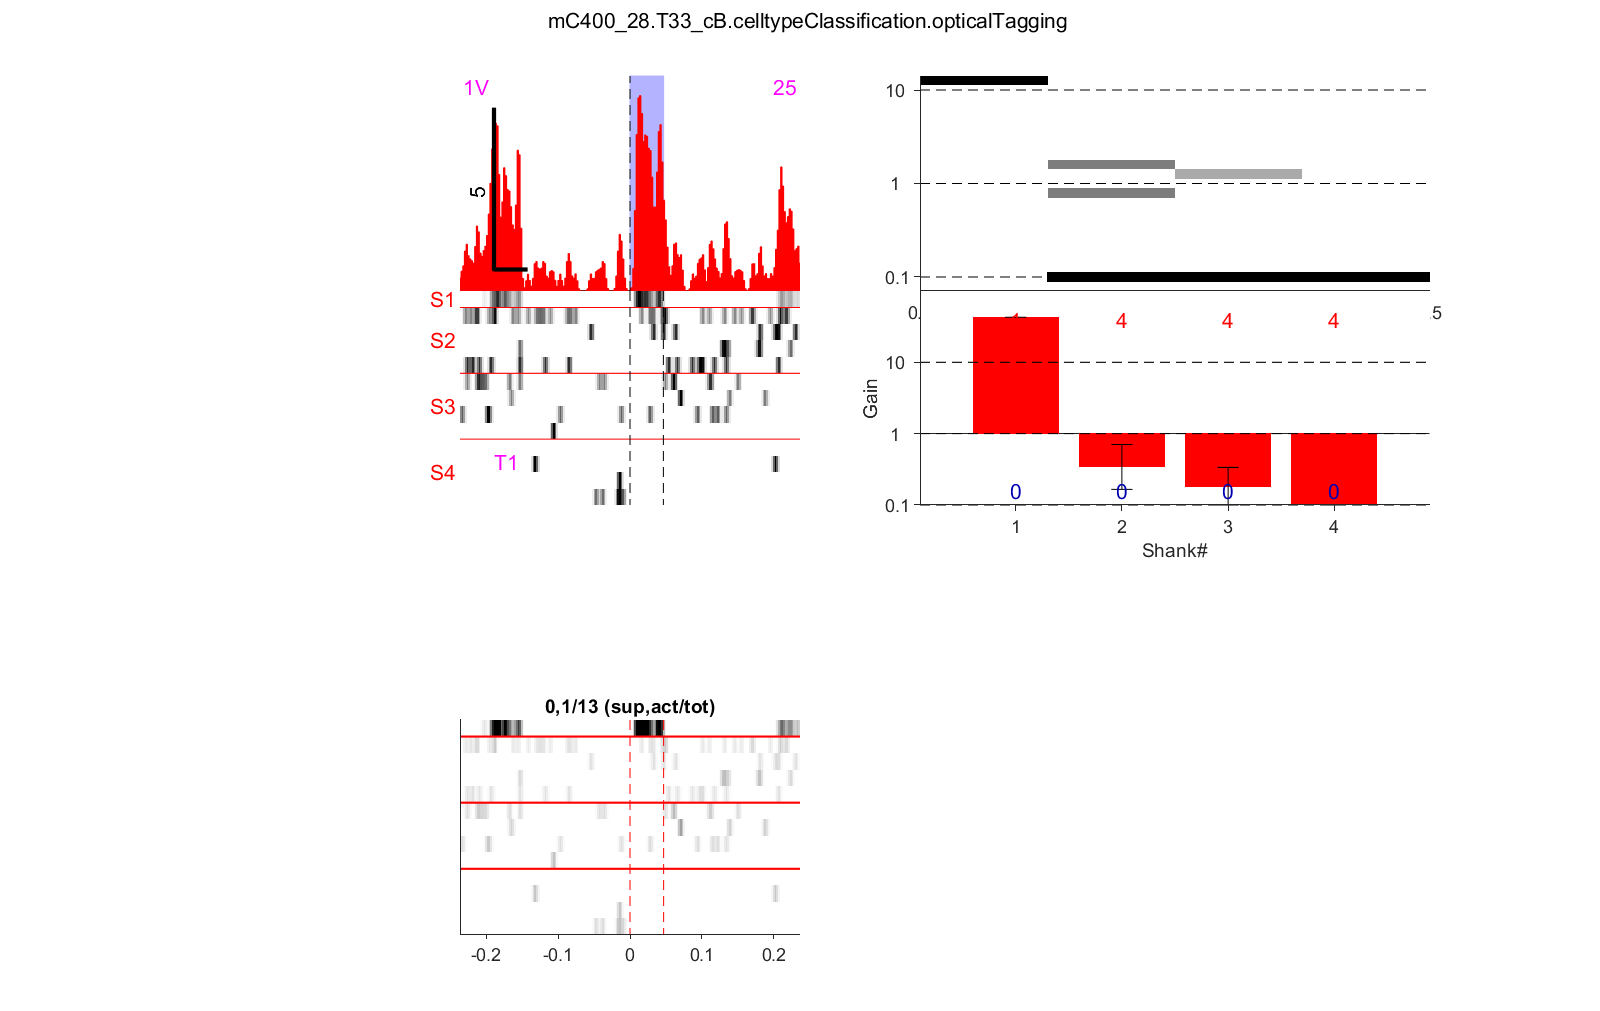 mC400_28.T33_cB.celltypeClassification.opticalTagging
1V
25
5
S1
S2
S3
S4
T1
10
1
0.1
0.
5
4
4
4
10
1
0.1
Gain
0
0
0
0
1
2
3
4
Shank#
0,1/13 (sup,act/tot)
-0.2
-0.1
0
0.1
0.2